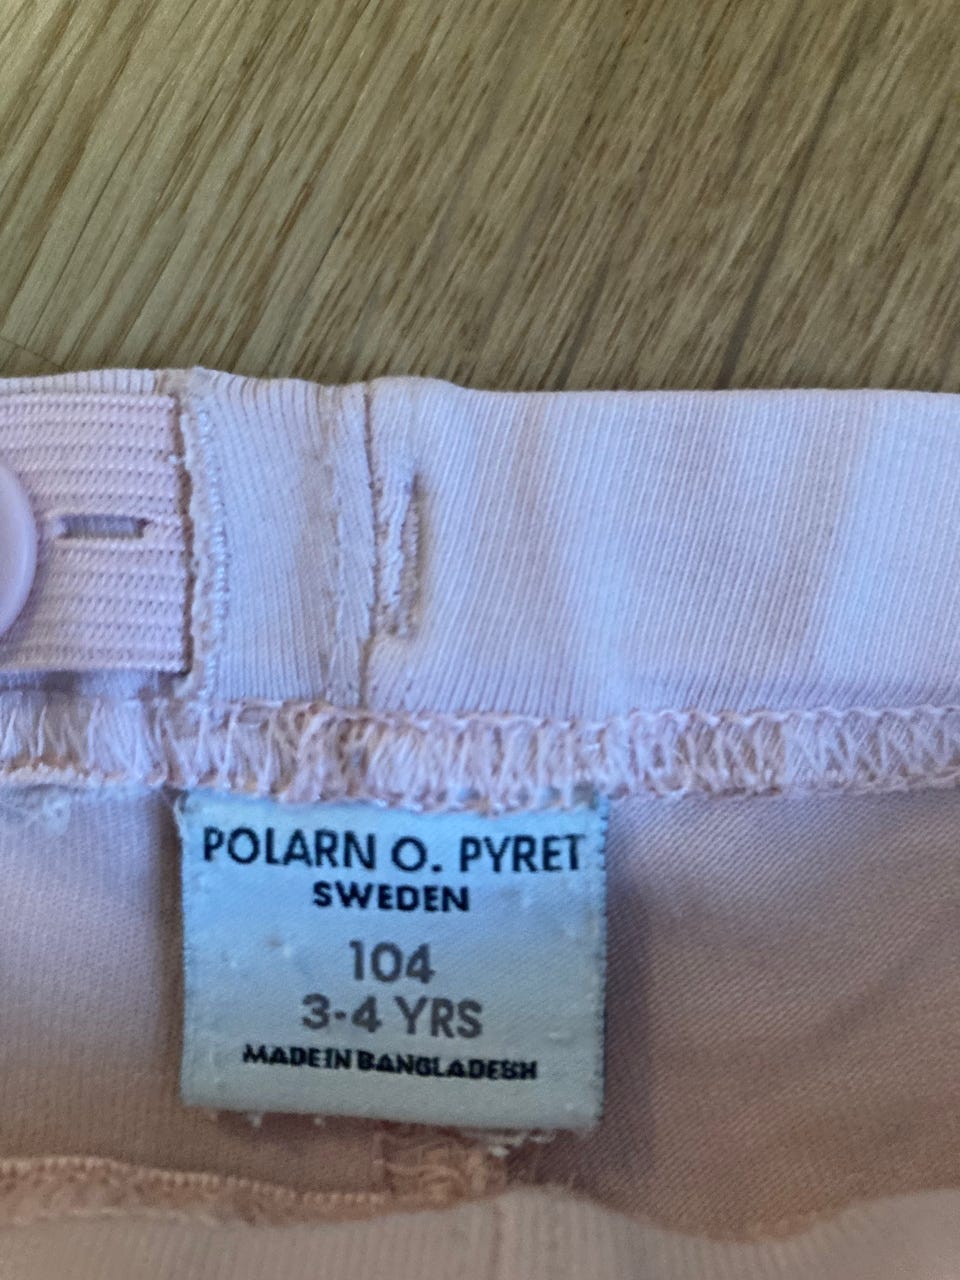 POLARN O. PYRET
SWEDEN
104
3-4 YRS
MADE IN BANGLADESH